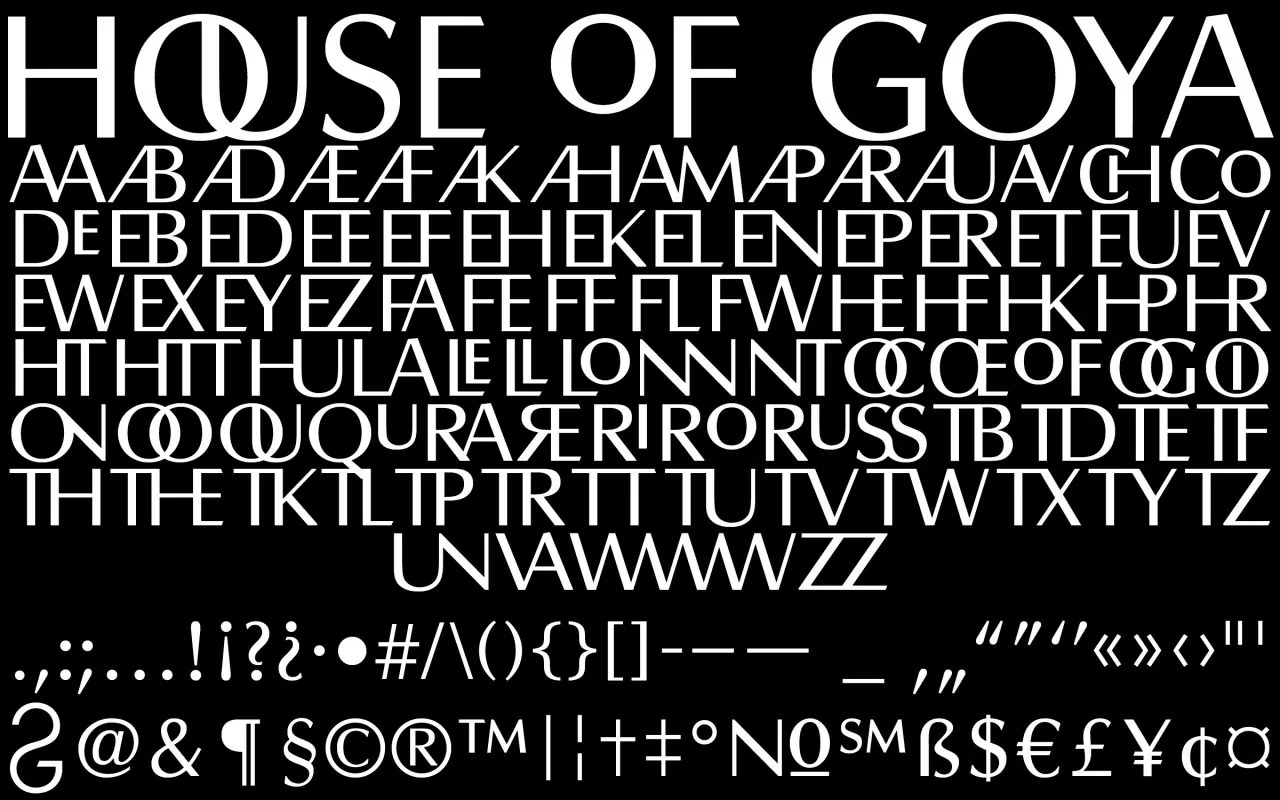 HOUSE OF GOYA
AA AB AD AE AF AK AH AM AP AR AU AV CH CO
DE EB ED EE EF EH EK EL EN EP ER ET EU EV
EW EX EY EZ FA FE FF FL FW HE HF HK HP HR
HT HTT HU LA LE LL LO NN NT OC OE OF OG OI
ON OO OU QU RA RE RI RO RU SS TB TD TE TF
TH THE TK TL TP TR TT TU TV TW TX TY TZ
UN VA WW WW ZZ
.,:;...!¡?¿·•#/\(){}[]-–—_‚„“”‘’«»‹›"'
@&¶§©®™|¦†‡°№℠ß$€£¥¢¤